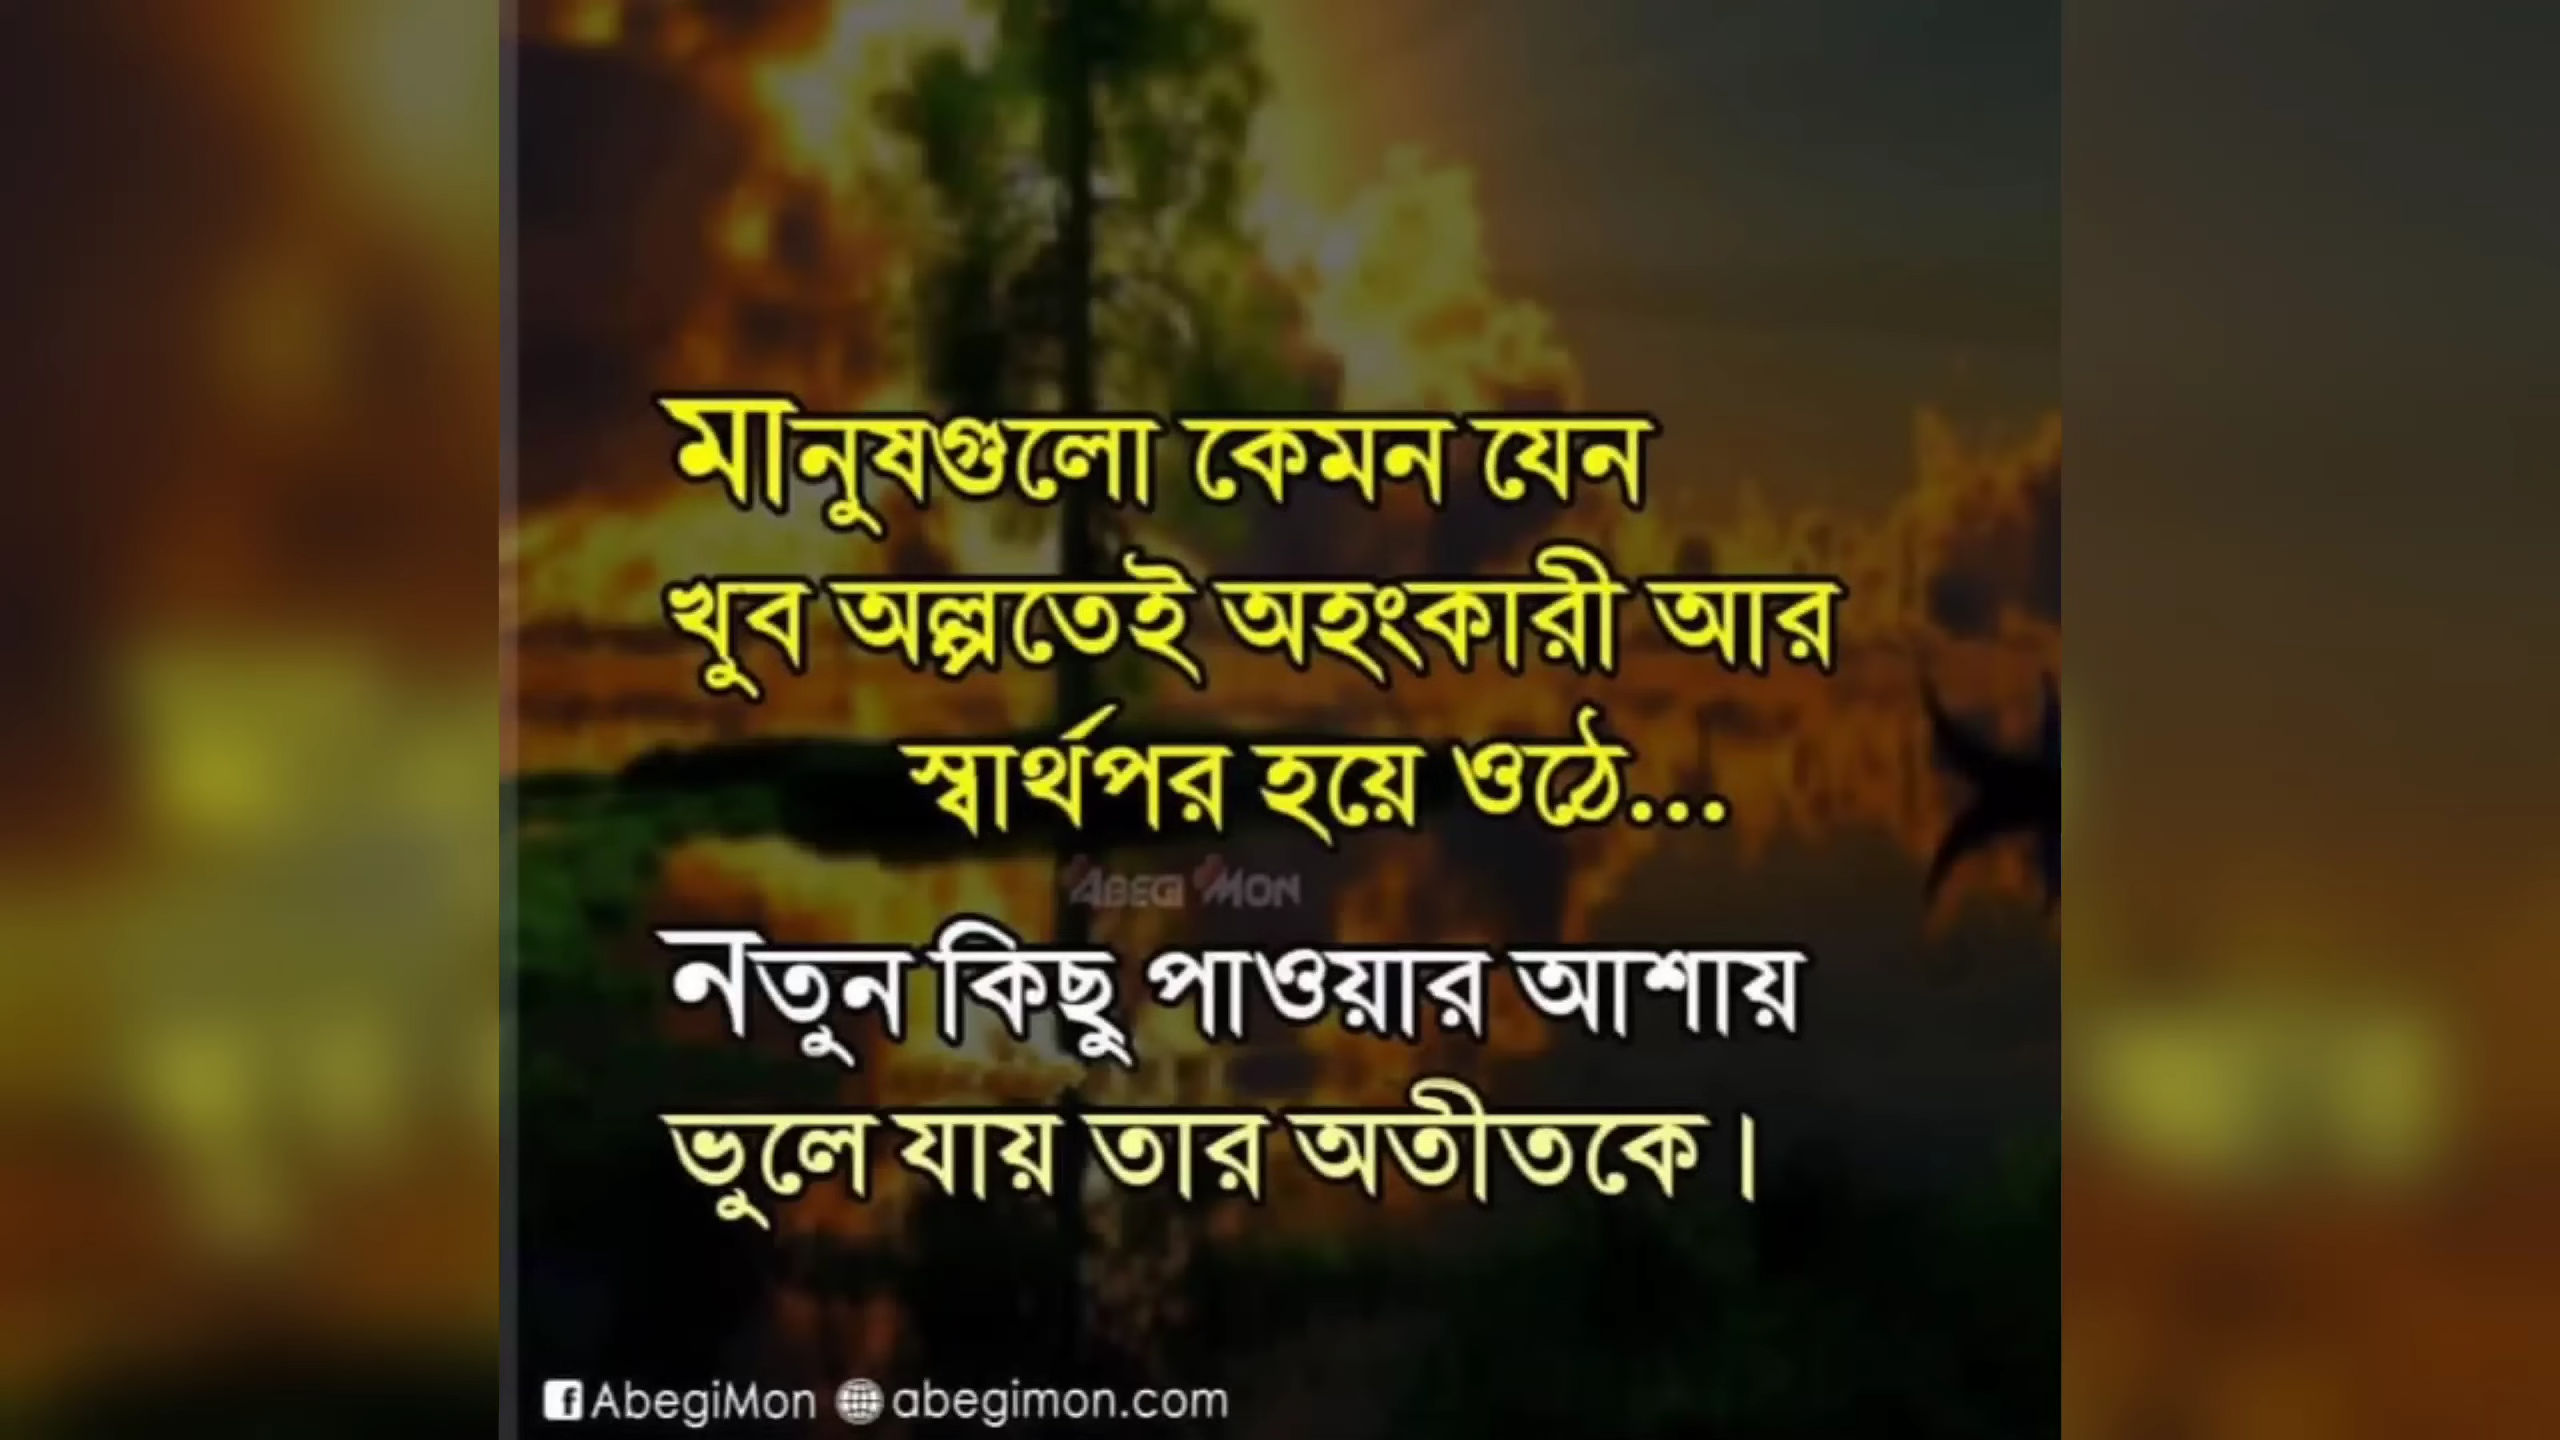 মানুষগুলো কেমন যেন
খুব অল্পতেই অহংকারী আর
স্বার্থপর হয়ে ওঠে...
ABEGI MON
নতুন কিছু পাওয়ার আশায়
ভুলে যায় তার অতীতকে।
AbegiMon abegimon.com